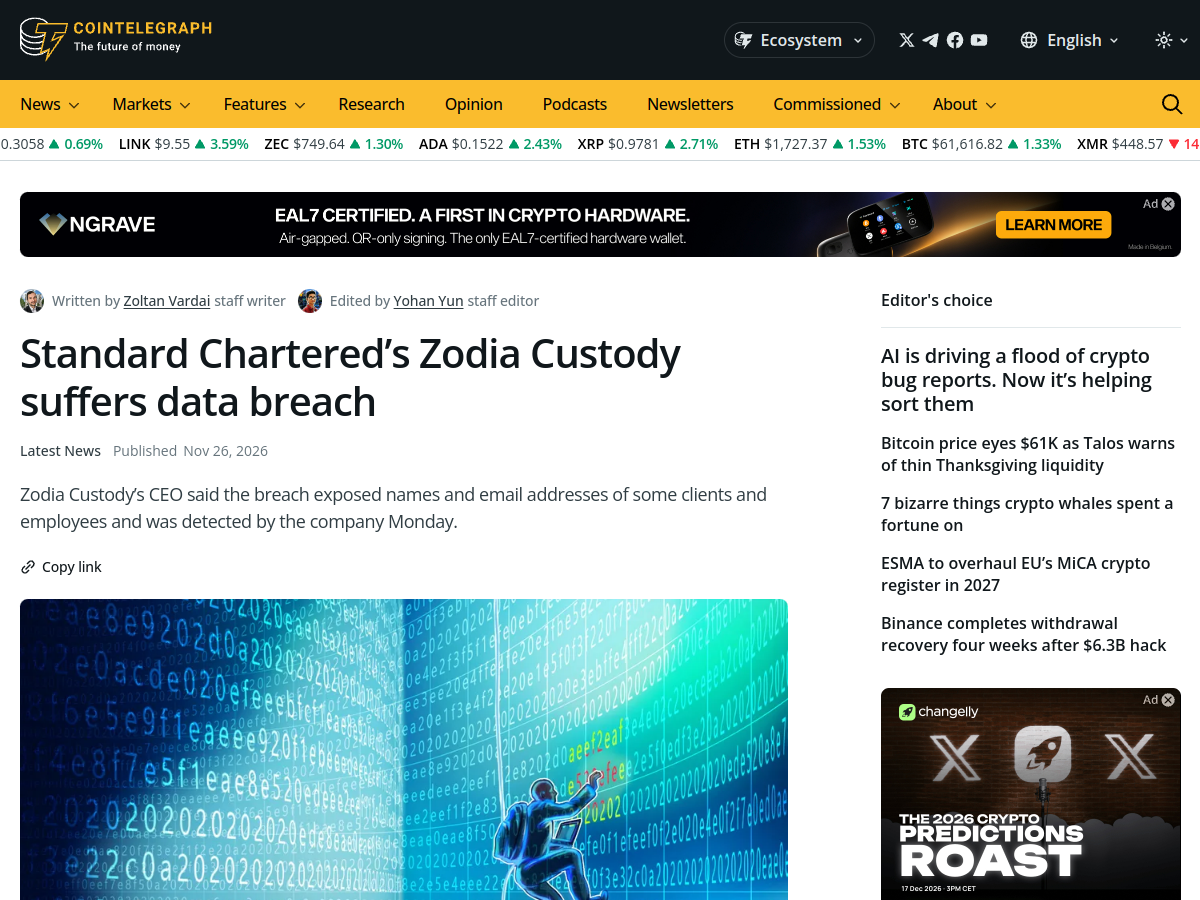 COINTELEGRAPH
The future of money
Ecosystem
English
News
Markets
Features
Research
Opinion
Podcasts
Newsletters
Commissioned
About
0.3058 ▲ 0.69% LINK $9.55 ▲ 3.59% ZEC $749.64 ▲ 1.30% ADA $0.1522 ▲ 2.43% XRP $0.9781 ▲ 2.71% ETH $1,727.37 ▲ 1.53% BTC $61,616.82 ▲ 1.33% XMR $448.57 ▼ 14
NGRAVE
EAL7 CERTIFIED. A FIRST IN CRYPTO HARDWARE.
Air-gapped. QR-only signing. The only EAL7-certified hardware wallet.
LEARN MORE
Ad
Made in Belgium.
Written by Zoltan Vardai staff writer Edited by Yohan Yun staff editor
Standard Chartered’s Zodia Custody
suffers data breach
Latest News Published Nov 26, 2026
Zodia Custody’s CEO said the breach exposed names and email addresses of some clients and
employees and was detected by the company Monday.
Copy link
Editor's choice
AI is driving a flood of crypto
bug reports. Now it’s helping
sort them
Bitcoin price eyes $61K as Talos warns
of thin Thanksgiving liquidity
7 bizarre things crypto whales spent a
fortune on
ESMA to overhaul EU’s MiCA crypto
register in 2027
Binance completes withdrawal
recovery four weeks after $6.3B hack
Ad
changelly
THE 2026 CRYPTO
PREDICTIONS
ROAST
17 Dec 2026 · 3PM CET